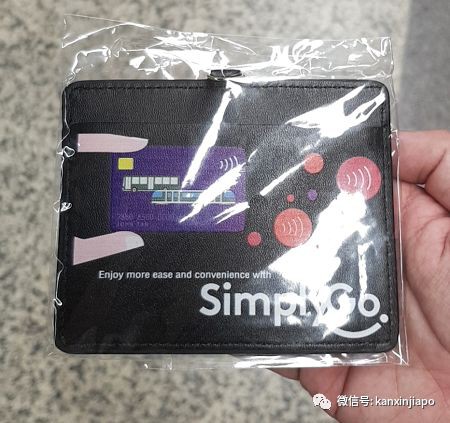 Enjoy more ease and convenience with
SimplyGo.
微信号: kanxinjiapo